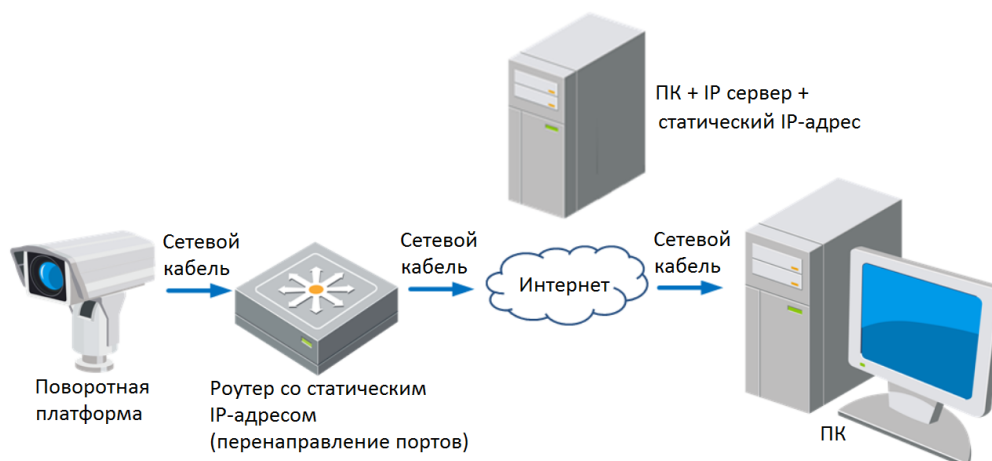 ПК + IP сервер +
статический IP-адрес
Сетевой
кабель
Сетевой
кабель
Сетевой
кабель
Интернет
Поворотная
платформа
Роутер со статическим
IP-адресом
(перенаправление портов)
ПК